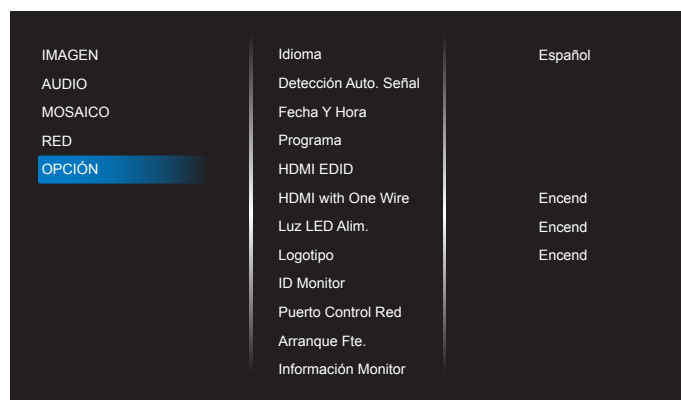 IMAGEN Idioma Español
AUDIO Detección Auto. Señal
MOSAICO Fecha Y Hora
RED Programa
OPCIÓN HDMI EDID
HDMI with One Wire Encend
Luz LED Alim. Encend
Logotipo Encend
ID Monitor
Puerto Control Red
Arranque Fte.
Información Monitor